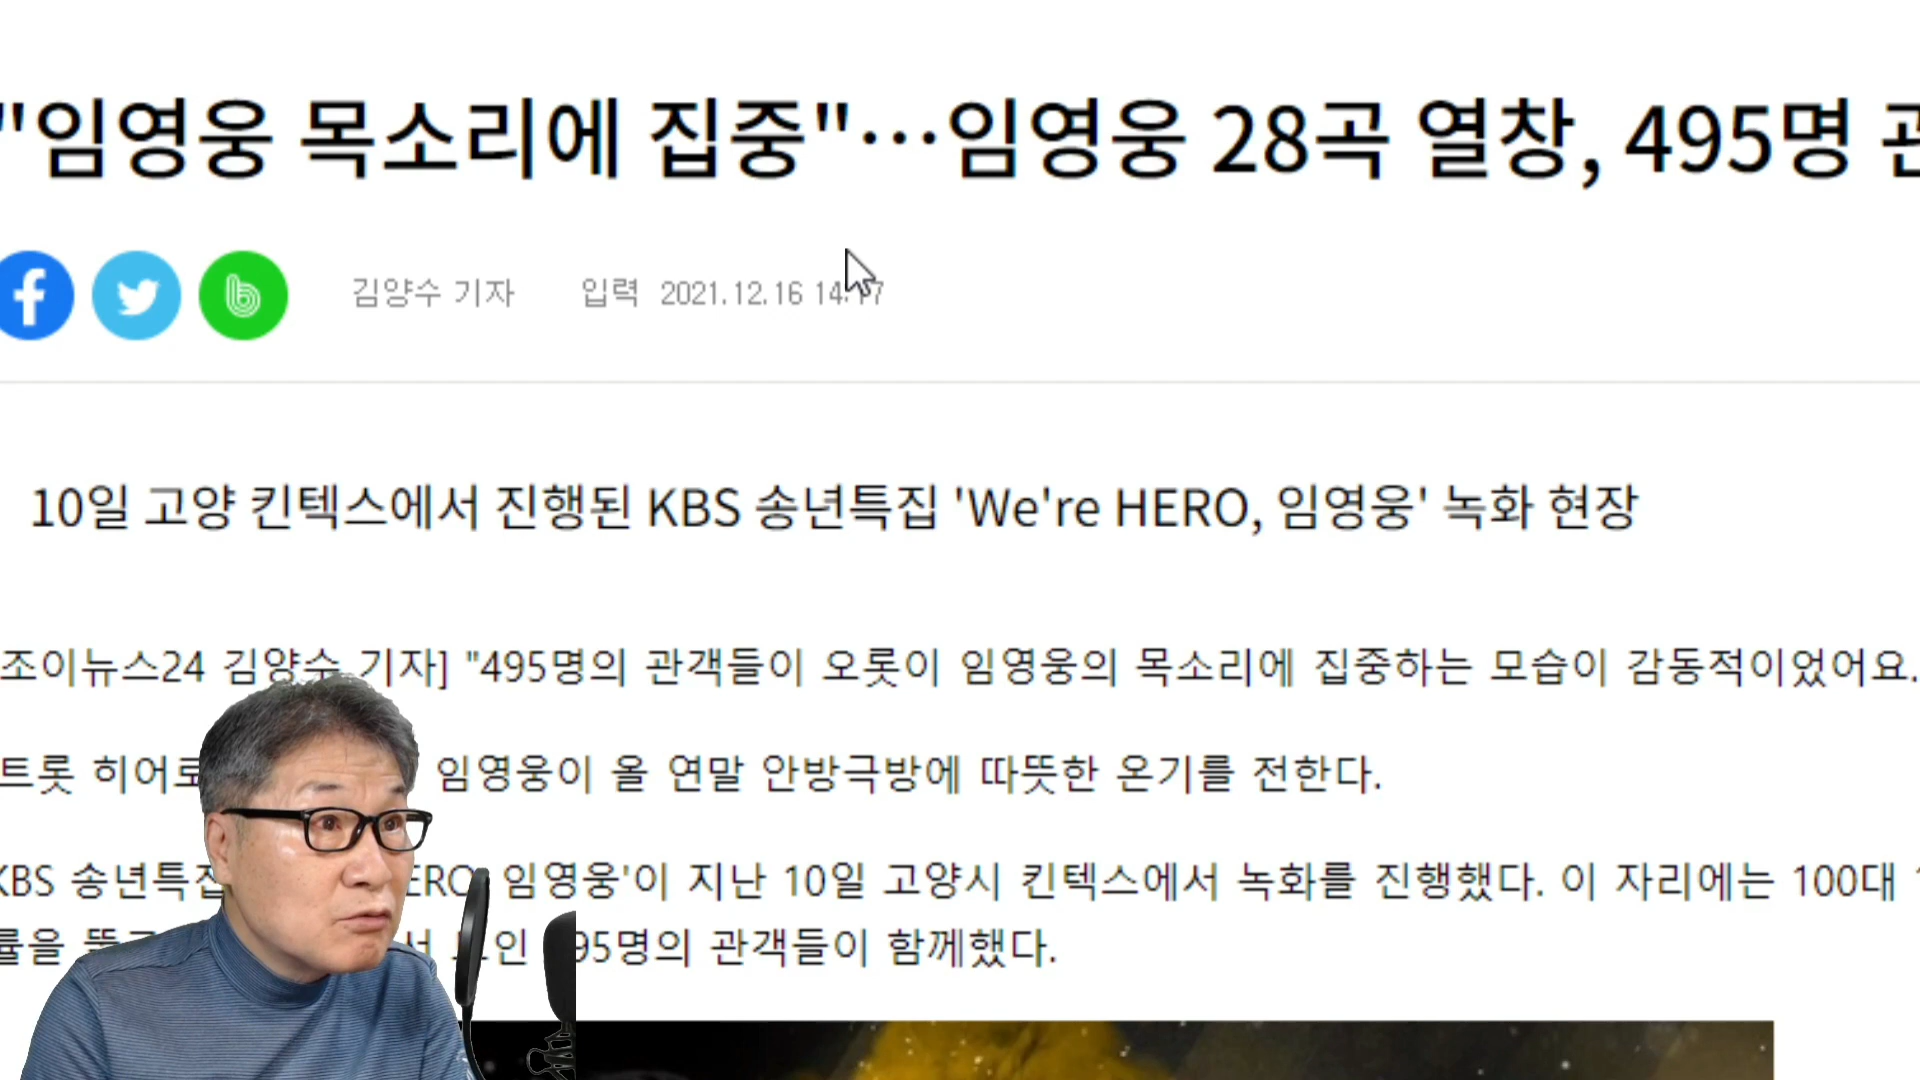 "임영웅 목소리에 집중"…임영웅 28곡 열창, 495명
김양수 기자 입력 2021.12.16
10일 고양 킨텍스에서 진행된 KBS 송년특집 'We're HERO, 임영웅' 녹화 현장
조이뉴스24 김양수 기자] "495명의 관객들이 오롯이 임영웅의 목소리에 집중하는 모습이 감동적이었어요.
트롯 히어로 임영웅이 올 연말 안방극방에 따뜻한 온기를 전한다.
KBS 송년특집 임영웅'이 지난 10일 고양시 킨텍스에서 녹화를 진행했다. 이 자리에는 100대
관객들이 함께했다.